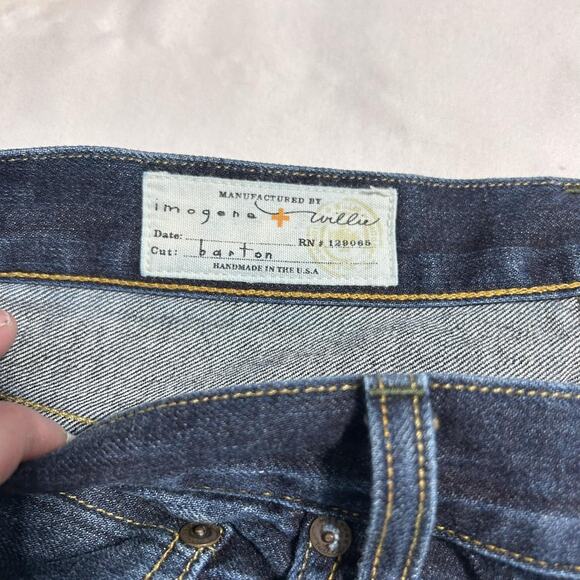 MANUFACTURED BY
imogene + willie
Date: RN # 129065
Cut: barton
HANDMADE IN THE U.S.A